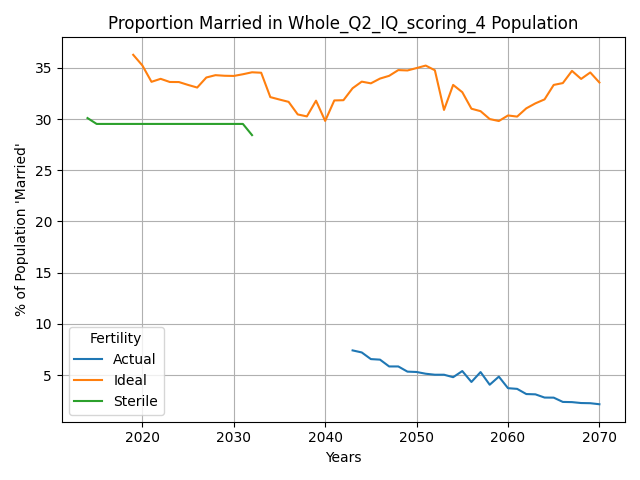 Proportion Married in Whole_Q2_IQ_scoring_4 Population
% of Population 'Married'
35
30
25
20
15
10
5
Fertility
Actual
Ideal
Sterile
2020 2030 2040 2050 2060 2070
Years